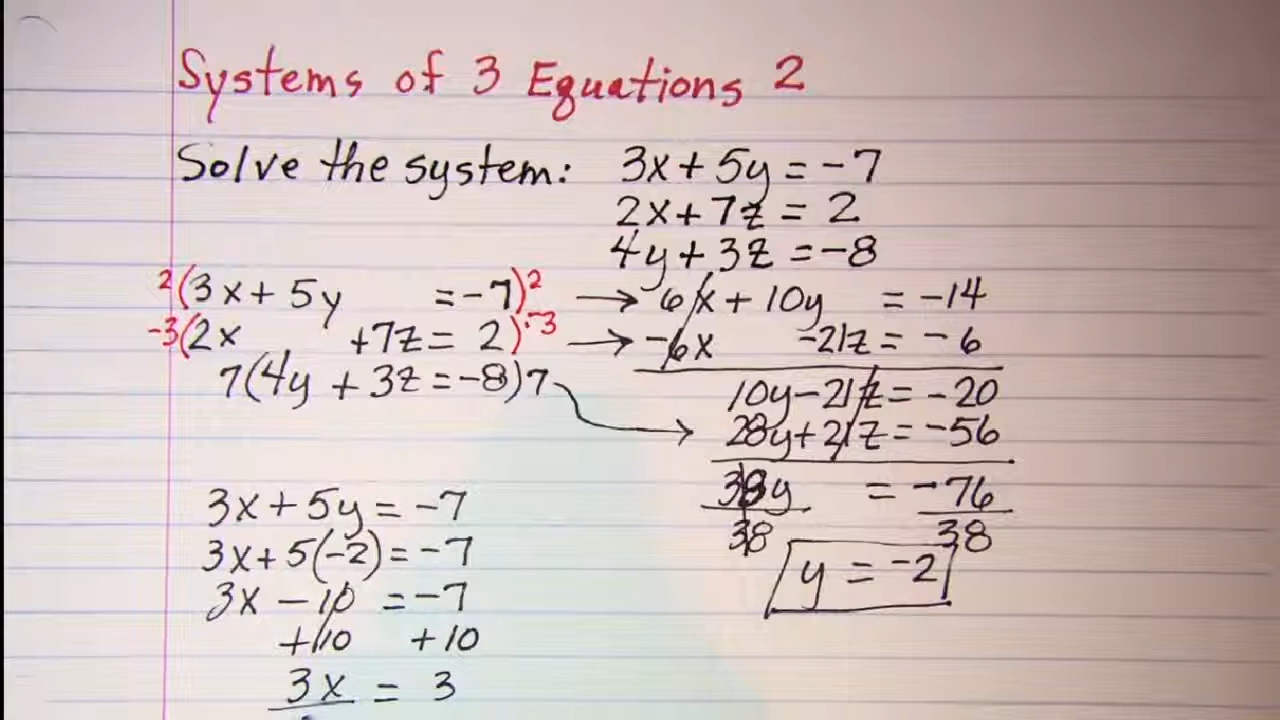 Systems of 3 Equations 2
Solve the system: 3x + 5y = -7
2x + 7z = 2
4y + 3z = -8
2(3x + 5y = -7)2 → 6x + 10y = -14
-3(2x + 7z = 2)·-3 → -6x -21z = -6
7(4y + 3z = -8)7
10y - 21z = -20
28y + 21z = -56
38y = -76
38 38
y = -2
3x + 5y = -7
3x + 5(-2) = -7
3x - 10 = -7
+10 +10
3x = 3